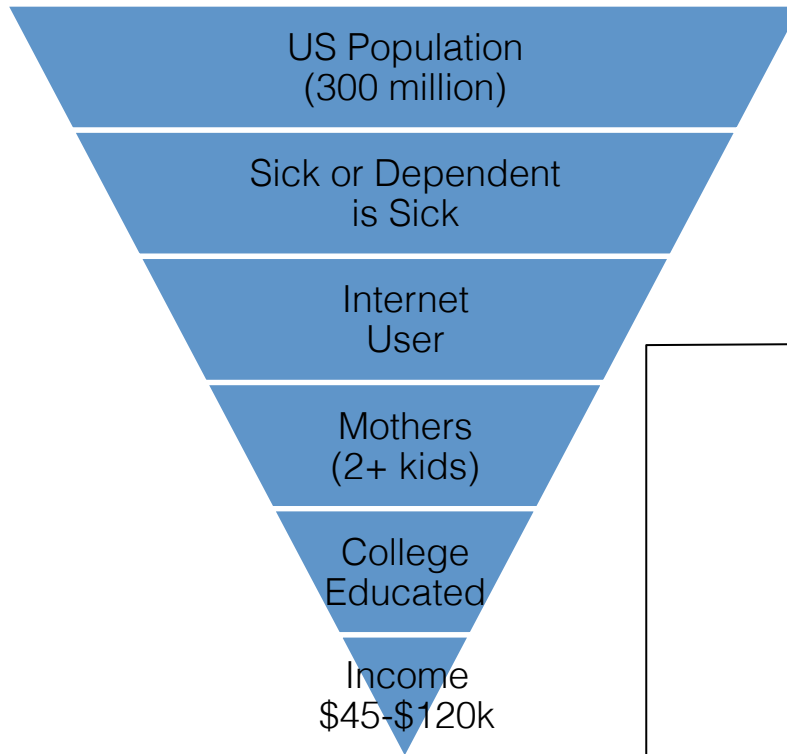 US Population
(300 million)
Sick or Dependent
is Sick
Internet
User
Mothers
(2+ kids)
College
Educated
Income
$45-$120k